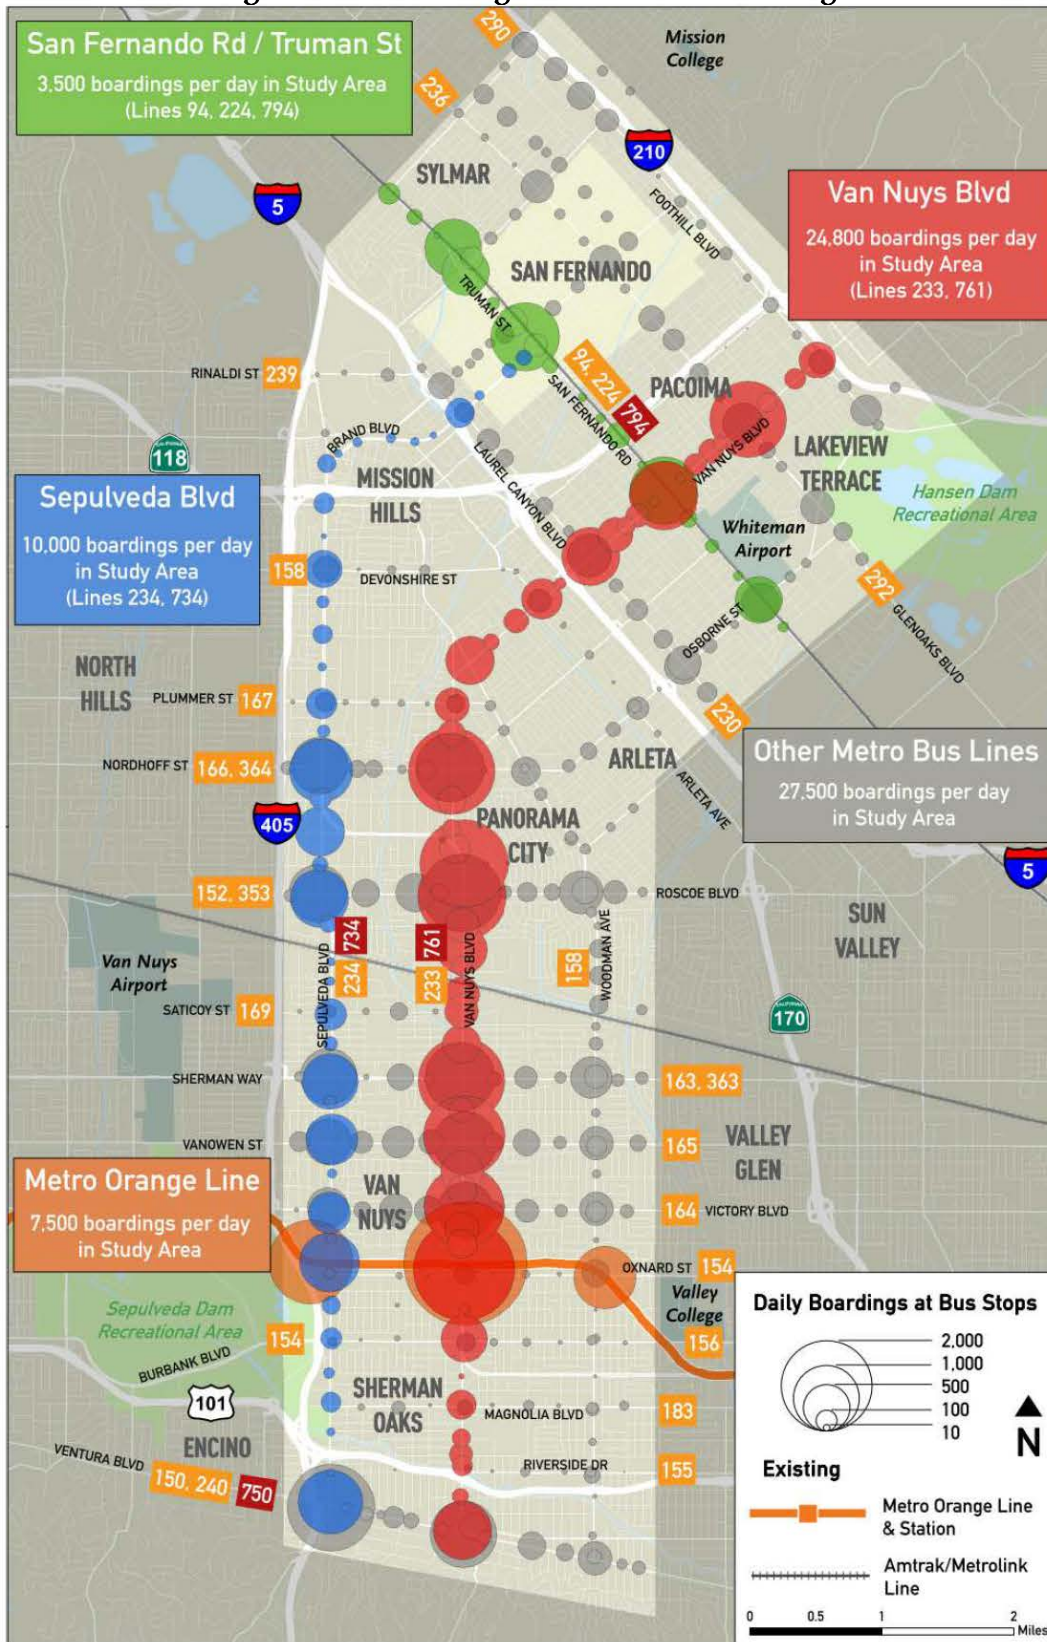 San Fernando Rd / Truman St
3,500 boardings per day in Study Area
(Lines 94, 224, 794)
290
Mission
College
236
210
SYLMAR
5
FOOTHILL BLVD
Van Nuys Blvd
24,800 boardings per day
in Study Area
(Lines 233, 761)
SAN FERNANDO
TRUMAN ST
RINALDI ST 239
94, 224
794
SAN FERNANDO RD
PACOIMA
BRAND BLVD
VAN NUYS BLVD
CALIFORNIA
118
LAUREL CANYON BLVD
LAKEVIEW
TERRACE
MISSION
HILLS
Hansen Dam
Recreational Area
Sepulveda Blvd
10,000 boardings per day
in Study Area
(Lines 234, 734)
Whiteman
Airport
158
DEVONSHIRE ST
292
GLENOAKS BLVD
OSBORNE ST
NORTH
HILLS
PLUMMER ST 167
230
NORDHOFF ST 166, 364
ARLETA
ARLETA AVE
Other Metro Bus Lines
27,500 boardings per day
in Study Area
405
PANORAMA
CITY
5
152, 353
ROSCOE BLVD
SUN
VALLEY
734
234
SEPULVEDA BLVD
761
233
VAN NUYS BLVD
158
WOODMAN AVE
Van Nuys
Airport
SATICOY ST 169
CALIFORNIA
170
SHERMAN WAY
163, 363
VANOWEN ST
165
VALLEY
GLEN
Metro Orange Line
7,500 boardings per day
in Study Area
VAN
NUYS
164 VICTORY BLVD
OXNARD ST 154
Valley
College
Sepulveda Dam
Recreational Area
154
156
BURBANK BLVD
101
SHERMAN
OAKS
MAGNOLIA BLVD
183
ENCINO
VENTURA BLVD
150, 240 750
RIVERSIDE DR
155
Daily Boardings at Bus Stops
2,000
1,000
500
100
10
N
Existing
Metro Orange Line
& Station
Amtrak/Metrolink
Line
0 0.5 1 2
Miles